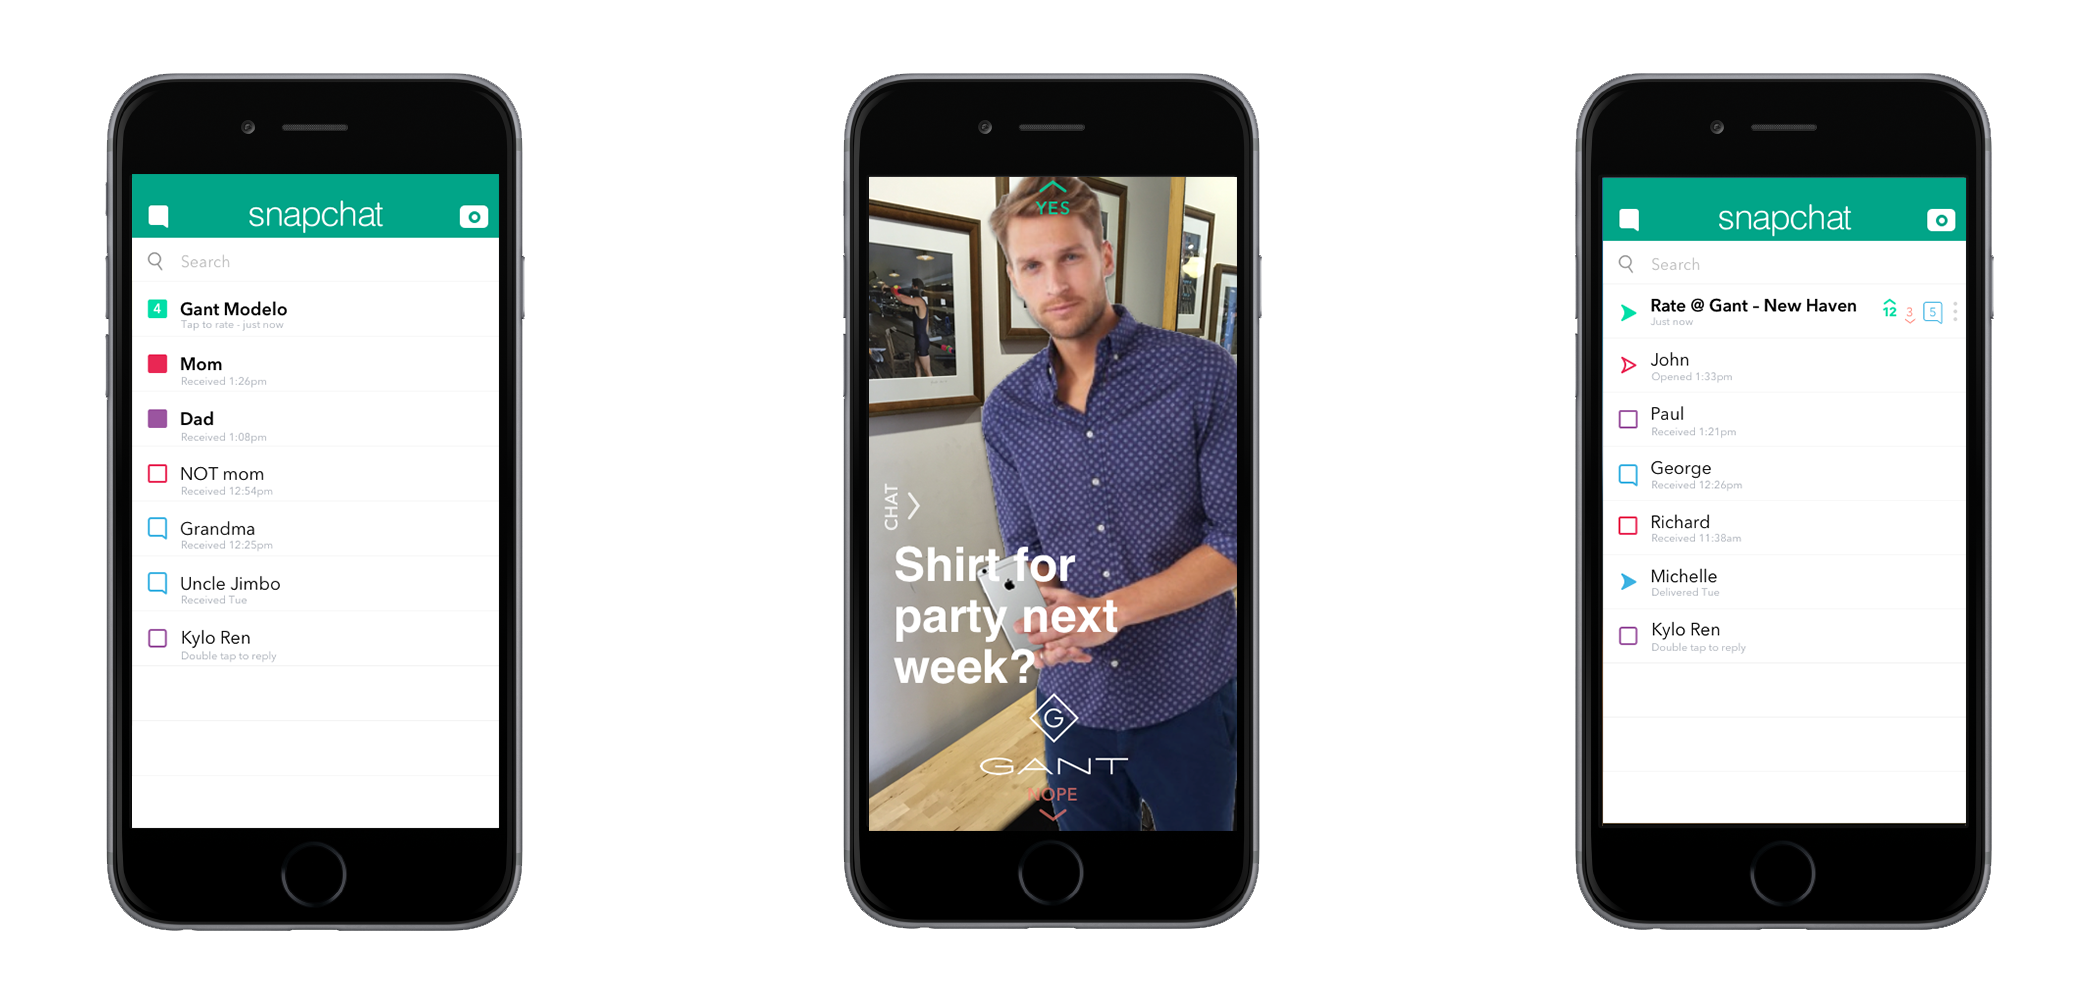 snapchat
Search
4
Gant Modelo
Tap to rate - just now
Mom
Received 1:26pm
Dad
Received 1:08pm
NOT mom
Received 12:54pm
Grandma
Received 12:25pm
Uncle Jimbo
Received Tue
Kylo Ren
Double tap to reply
YES
CHAT
Shirt for
party next
week?
G
GANT
NOPE
snapchat
Search
Rate @ Gant – New Haven
12 3 5
Just now
John
Opened 1:33pm
Paul
Received 1:21pm
George
Received 12:26pm
Richard
Received 11:38am
Michelle
Delivered Tue
Kylo Ren
Double tap to reply